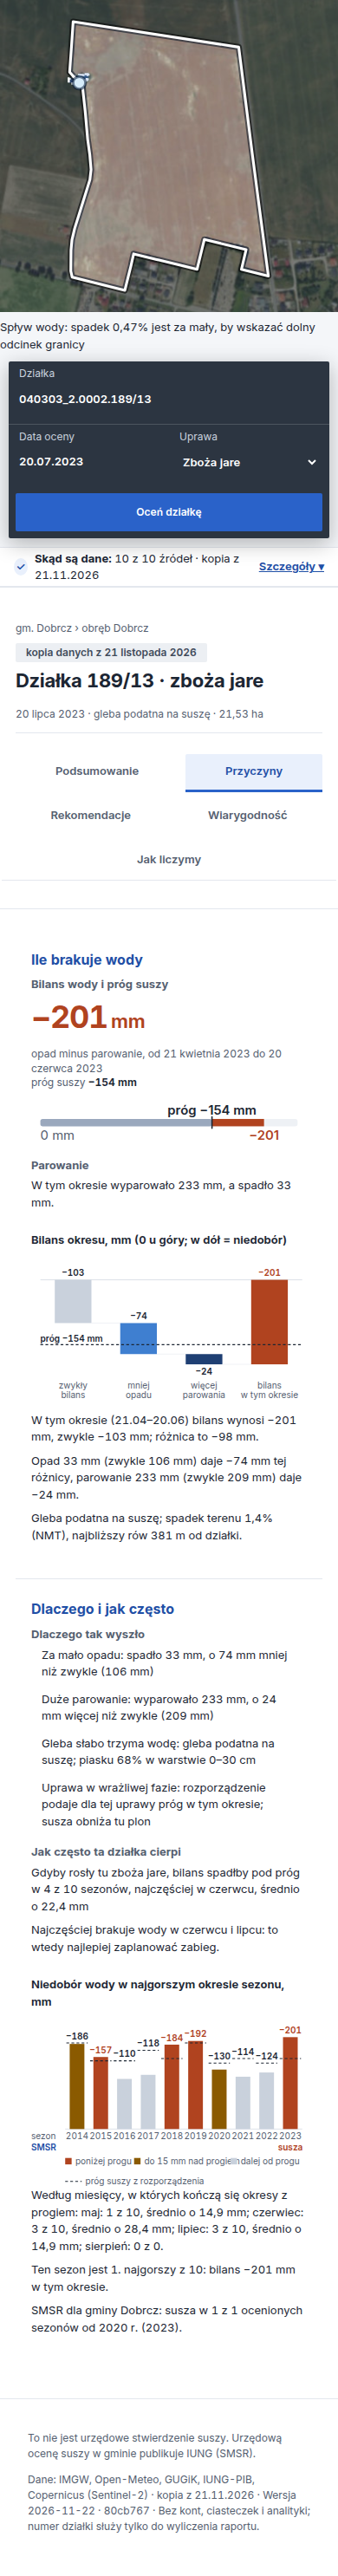 Spływ wody: spadek 0,47% jest za mały, by wskazać dolny
odcinek granicy
Działka
040303_2.0002.189/13
Data oceny
Uprawa
20.07.2023
Zboża jare
Oceń działkę
Skąd są dane: 10 z 10 źródeł · kopia z
21.11.2026
Szczegóły ▾
gm. Dobrcz › obręb Dobrcz
kopia danych z 21 listopada 2026
Działka 189/13 · zboża jare
20 lipca 2023 · gleba podatna na suszę · 21,53 ha
Podsumowanie
Przyczyny
Rekomendacje
Wiarygodność
Jak liczymy
Ile brakuje wody
Bilans wody i próg suszy
−201 mm
opad minus parowanie, od 21 kwietnia 2023 do 20
czerwca 2023
próg suszy −154 mm
próg −154 mm
0 mm
−201
Parowanie
W tym okresie wyparowało 233 mm, a spadło 33
mm.
Bilans okresu, mm (0 u góry; w dół = niedobór)
−103
−201
−74
próg −154 mm
−24
zwykły
bilans
mniej
opadu
więcej
parowania
bilans
w tym okresie
W tym okresie (21.04–20.06) bilans wynosi −201
mm, zwykle −103 mm; różnica to −98 mm.
Opad 33 mm (zwykle 106 mm) daje −74 mm tej
różnicy, parowanie 233 mm (zwykle 209 mm) daje
−24 mm.
Gleba podatna na suszę; spadek terenu 1,4%
(NMT), najbliższy rów 381 m od działki.
Dlaczego i jak często
Dlaczego tak wyszło
Za mało opadu: spadło 33 mm, o 74 mm mniej
niż zwykle (106 mm)
Duże parowanie: wyparowało 233 mm, o 24
mm więcej niż zwykle (209 mm)
Gleba słabo trzyma wodę: gleba podatna na
suszę; piasku 68% w warstwie 0–30 cm
Uprawa w wrażliwej fazie: rozporządzenie
podaje dla tej uprawy próg w tym okresie;
susza obniża tu plon
Jak często ta działka cierpi
Gdyby rosły tu zboża jare, bilans spadłby pod próg
w 4 z 10 sezonów, najczęściej w czerwcu, średnio
o 22,4 mm
Najczęściej brakuje wody w czerwcu i lipcu: to
wtedy najlepiej zaplanować zabieg.
Niedobór wody w najgorszym okresie sezonu,
mm
−186
−157
−110
−118
−184
−192
−130
−114
−124
−201
sezon 2014 2015 2016 2017 2018 2019 2020 2021 2022 2023
SMSR susza
poniżej progu do 15 mm nad progiem dalej od progu
próg suszy z rozporządzenia
Według miesięcy, w których kończą się okresy z
progiem: maj: 1 z 10, średnio o 14,9 mm; czerwiec:
3 z 10, średnio o 28,4 mm; lipiec: 3 z 10, średnio o
14,9 mm; sierpień: 0 z 0.
Ten sezon jest 1. najgorszy z 10: bilans −201 mm
w tym okresie.
SMSR dla gminy Dobrcz: susza w 1 z 1 ocenionych
sezonów od 2020 r. (2023).
To nie jest urzędowe stwierdzenie suszy. Urzędową
ocenę suszy w gminie publikuje IUNG (SMSR).
Dane: IMGW, Open-Meteo, GUGiK, IUNG-PIB,
Copernicus (Sentinel-2) · kopia z 21.11.2026 · Wersja
2026-11-22 · 80cb767 · Bez kont, ciasteczek i analityki;
numer działki służy tylko do wyliczenia raportu.